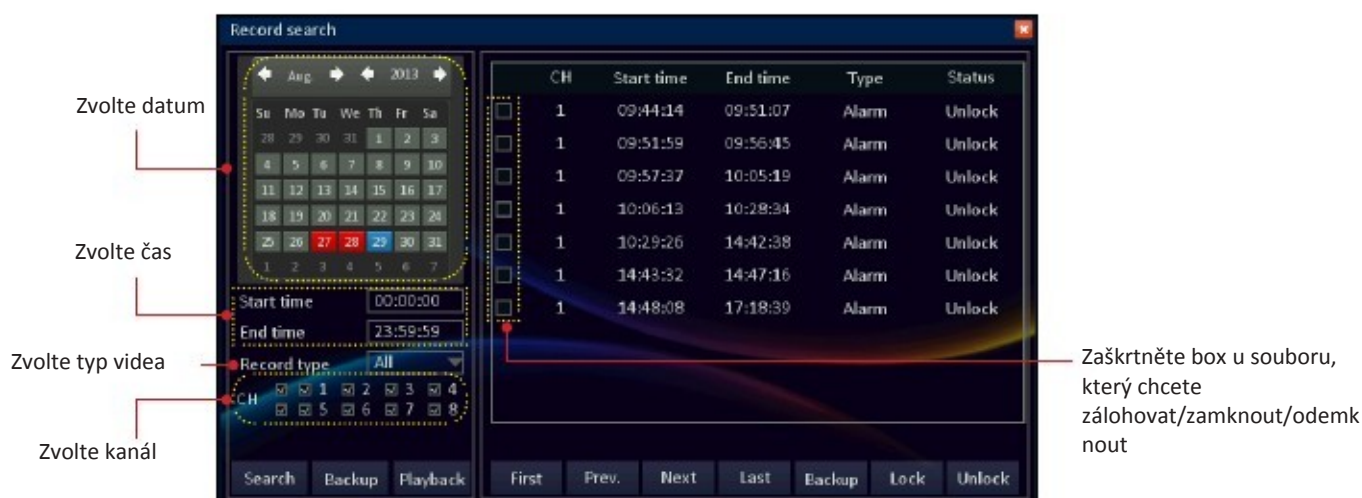 Record search
Aug. 2013
Su Mo Tu We Th Fr Sa
28 29 30 31 1 2 3
4 5 6 7 8 9 10
11 12 13 14 15 16 17
18 19 20 21 22 23 24
25 26 27 28 29 30 31
1 2 3 4 5 6 7
Start time 00:00:00
End time 23:59:59
Record type All
CH 1 2 3 4
5 6 7 8
Search Backup Playback
CH Start time End time Type Status
1 09:44:14 09:51:07 Alarm Unlock
1 09:51:59 09:56:45 Alarm Unlock
1 09:57:37 10:05:19 Alarm Unlock
1 10:06:13 10:28:34 Alarm Unlock
1 10:29:26 14:42:38 Alarm Unlock
1 14:43:32 14:47:16 Alarm Unlock
1 14:48:08 17:18:39 Alarm Unlock
First Prev. Next Last Backup Lock Unlock
Zvolte datum
Zvolte čas
Zvolte typ videa
Zvolte kanál
Zaškrtněte box u souboru,
který chcete
zálohovat/zamknout/odemk
nout